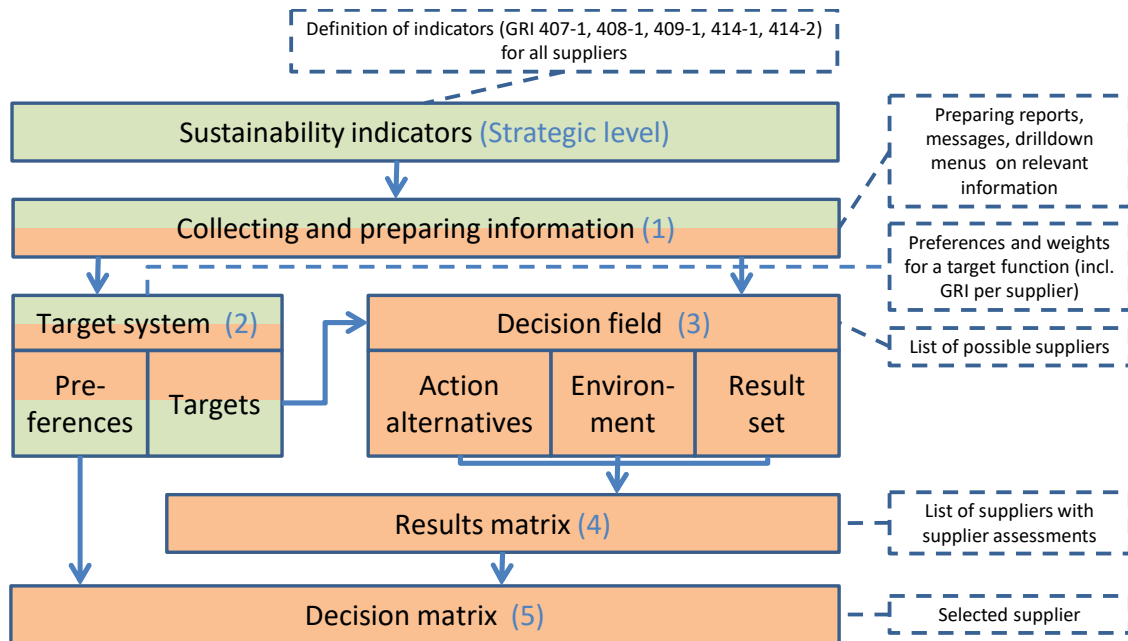 Definition of indicators (GRI 407-1, 408-1, 409-1, 414-1, 414-2)
for all suppliers
Sustainability indicators (Strategic level)
Preparing reports,
messages, drilldown
menus on relevant
information
Collecting and preparing information (1)
Preferences and weights
for a target function (incl.
GRI per supplier)
Target system (2)
Decision field (3)
List of possible suppliers
Pre-
ferences
Targets
Action
alternatives
Environ-
ment
Result
set
Results matrix (4)
List of suppliers with
supplier assessments
Decision matrix (5)
Selected supplier